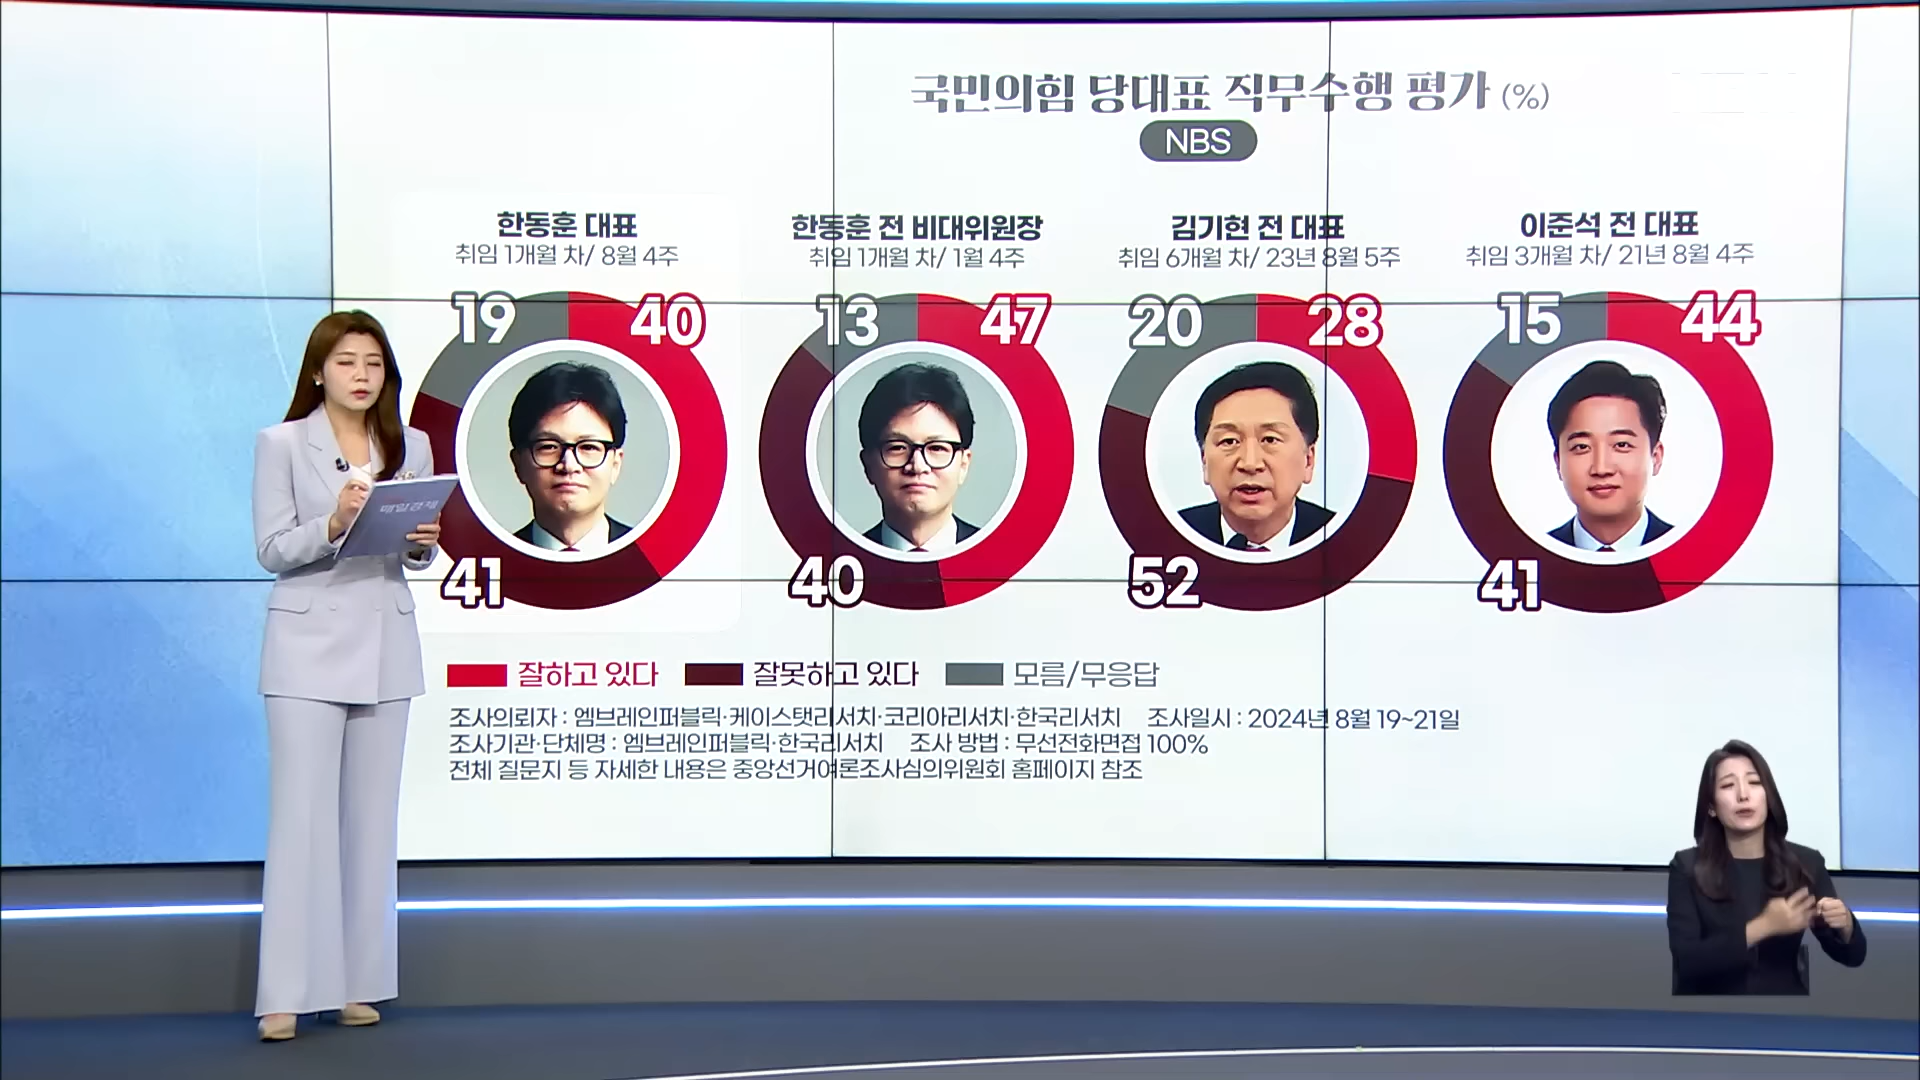 국민의힘 당대표 직무수행 평가 (%)
NBS
한동훈 대표
취임 1개월 차/ 8월 4주
19
40
41
한동훈 전 비대위원장
취임 1개월 차/ 1월 4주
13
47
40
김기현 전 대표
취임 6개월 차/ 23년 8월 5주
20
28
52
이준석 전 대표
취임 3개월 차/ 21년 8월 4주
15
44
41
잘하고 있다 잘못하고 있다 모름/무응답
조사의뢰자 : 엠브레인퍼블릭·케이스탯리서치·코리아리서치·한국리서치 조사일시 : 2024년 8월 19~21일
조사기관·단체명 : 엠브레인퍼블릭·한국리서치 조사 방법 : 무선전화면접 100%
전체 질문지 등 자세한 내용은 중앙선거여론조사심의위원회 홈페이지 참조
매일경제